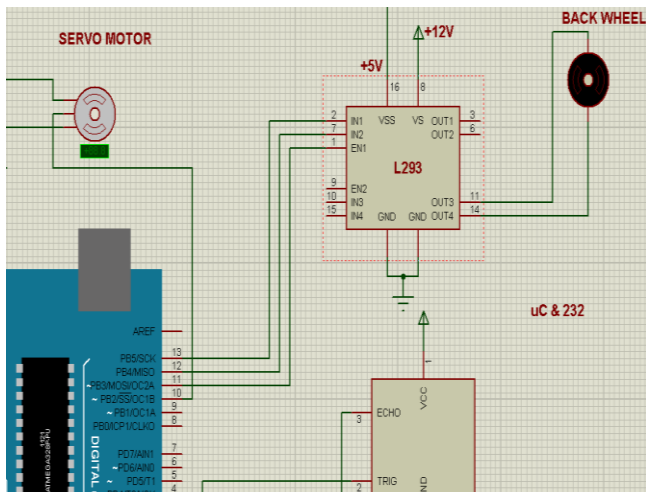 BACK WHEEL
SERVO MOTOR
+12V
+5V
16
8
2
IN1
VSS
VS
OUT1
3
7
IN2
OUT2
6
1
EN1
L293
9
EN2
10
IN3
OUT3
11
15
IN4
GND
GND
OUT4
14
uC & 232
AREF
PB5/SCK
13
PB4/MISO
12
~PB3/MOSI/OC2A
11
~ PB2/SS/OC1B
10
~ PB1/OC1A
9
PB0/ICP1/CLKO
8
PD7/AIN1
7
~ PD6/AIN0
6
~ PD5/T1
5
4
DIGITAL
1121
ATMEGA328P-PU
1
VCC
3
ECHO
2
TRIG